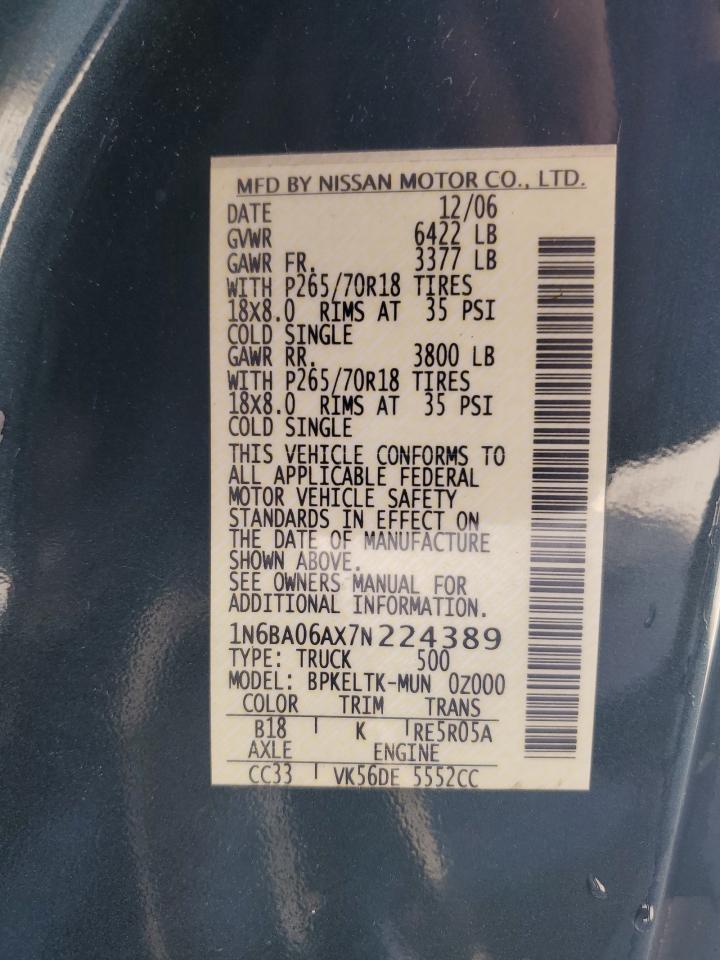 MFD BY NISSAN MOTOR CO., LTD.
DATE 12/06
GVWR 6422 LB
GAWR FR. 3377 LB
WITH P265/70R18 TIRES
18X8.0 RIMS AT 35 PSI
COLD SINGLE
GAWR RR. 3800 LB
WITH P265/70R18 TIRES
18X8.0 RIMS AT 35 PSI
COLD SINGLE
THIS VEHICLE CONFORMS TO
ALL APPLICABLE FEDERAL
MOTOR VEHICLE SAFETY
STANDARDS IN EFFECT ON
THE DATE OF MANUFACTURE
SHOWN ABOVE.
SEE OWNERS MANUAL FOR
ADDITIONAL INFORMATION.
1N6BA06AX7N224389
TYPE: TRUCK 500
MODEL: BPKELTK-MUN 0Z000
COLOR TRIM TRANS
B18 K RE5R05A
AXLE ENGINE
CC33 VK56DE 5552CC